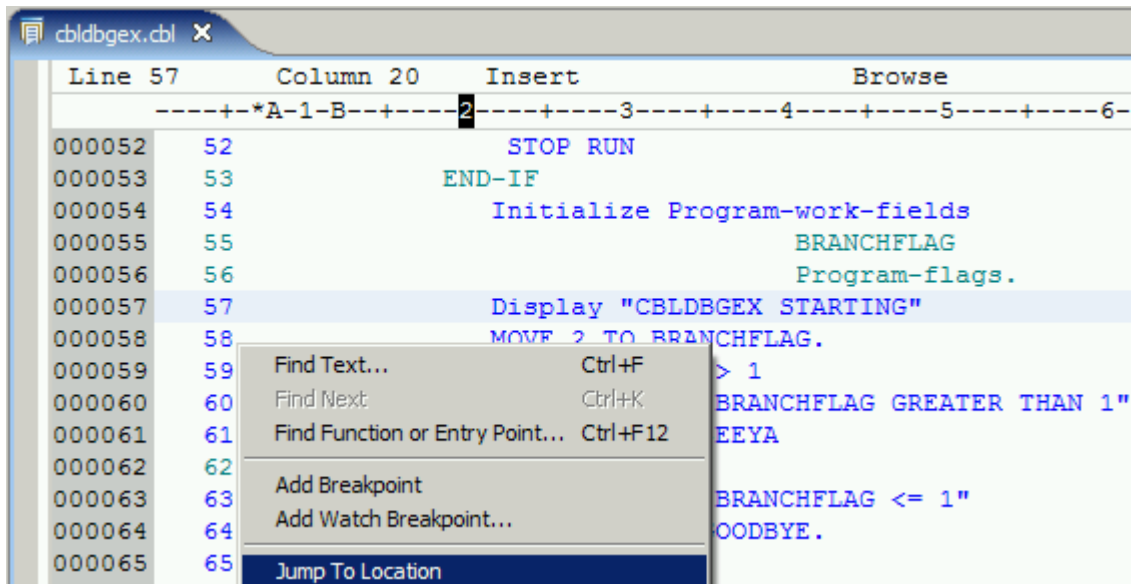 cbldbgex.cbl
Line 57 Column 20 Insert Browse
----+-*A-1-B--+----2----+----3----+----4----+----5----+----6-
000052 52 STOP RUN
000053 53 END-IF
000054 54 Initialize Program-work-fields
000055 55 BRANCHFLAG
000056 56 Program-flags.
000057 57 Display "CBLDBGEX STARTING"
000058 58 MOVE 2 TO BRANCHFLAG.
000059 59 > 1
000060 60 BRANCHFLAG GREATER THAN 1"
000061 61 EEYA
000062 62
000063 63 BRANCHFLAG <= 1"
000064 64 OODBYE.
000065 65
Find Text... Ctrl+F
Find Next Ctrl+K
Find Function or Entry Point... Ctrl+F12
Add Breakpoint
Add Watch Breakpoint...
Jump To Location